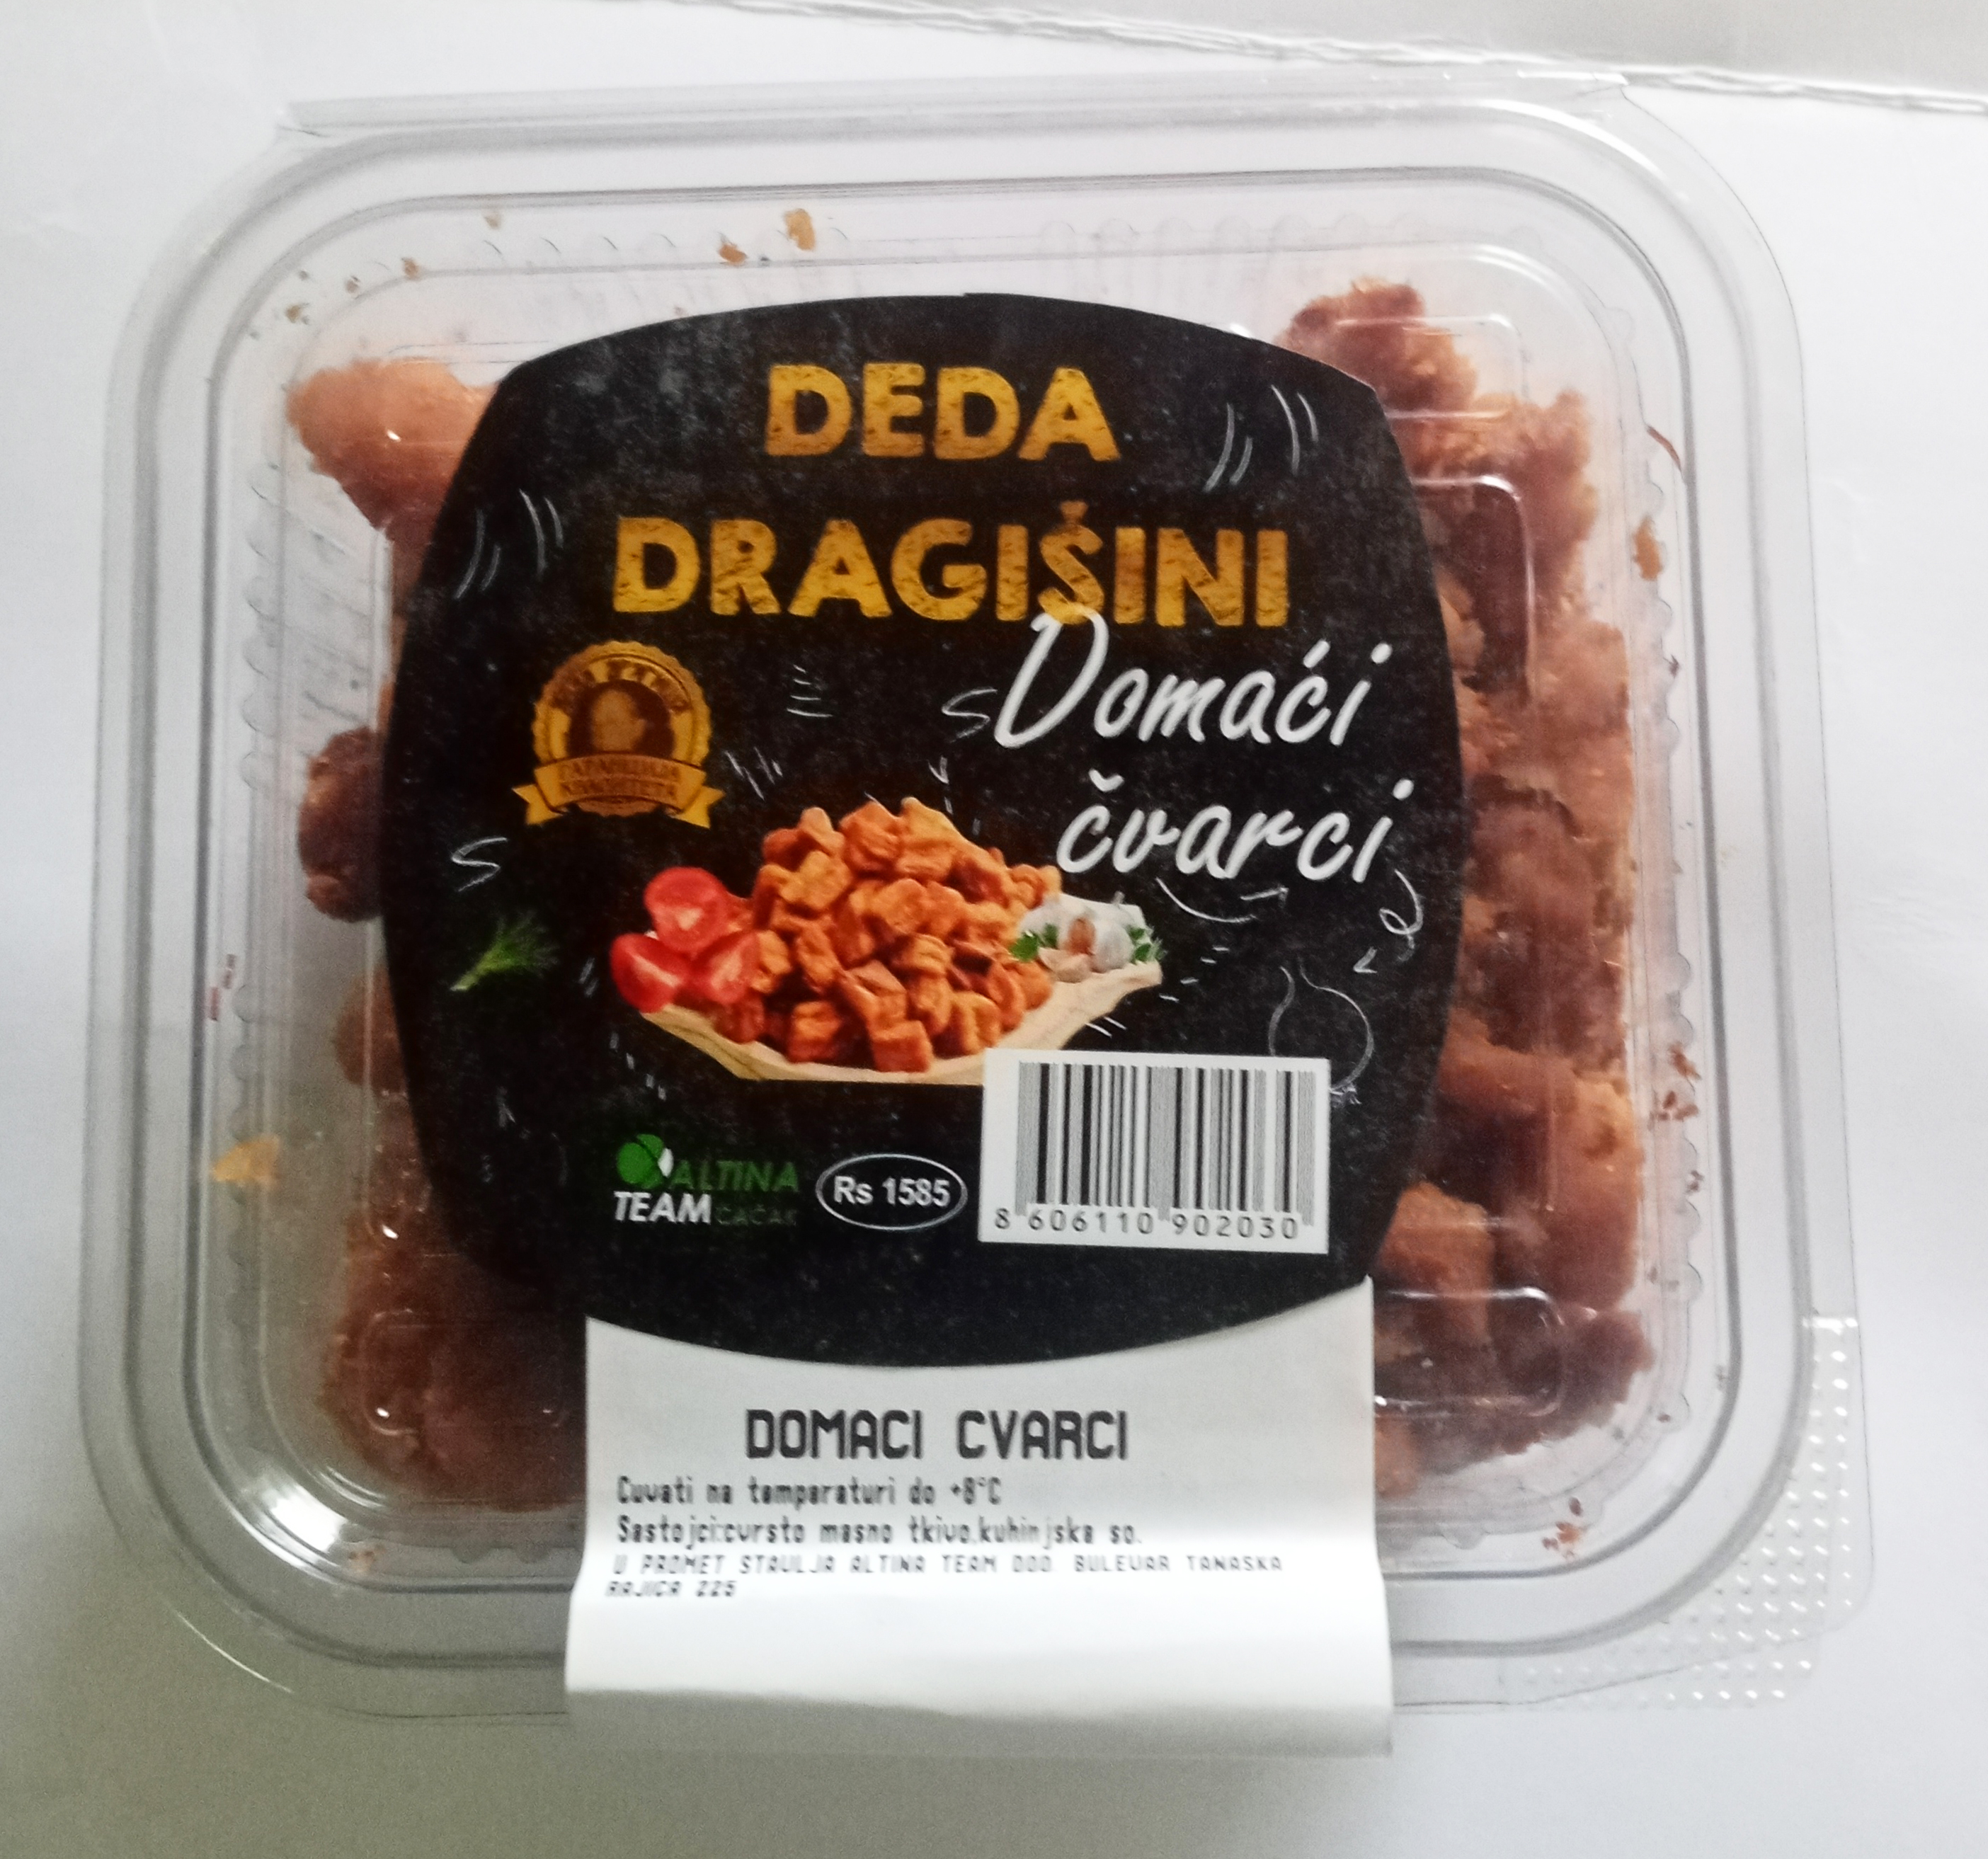 DEDA
DRAGIŠINI
Domaći
čvarci
ALTINA
TEAM ČAČAK
Rs 1585
8 606110 902030
DOMACI CVARCI
Cuvati na temperaturi do +8°C
Sastojci:cvrsto masno tkivo,kuhinjska so.
U PROMET STAVLJA ALTINA TEAM DOO BULEVAR TANASKA
RAJICA 225